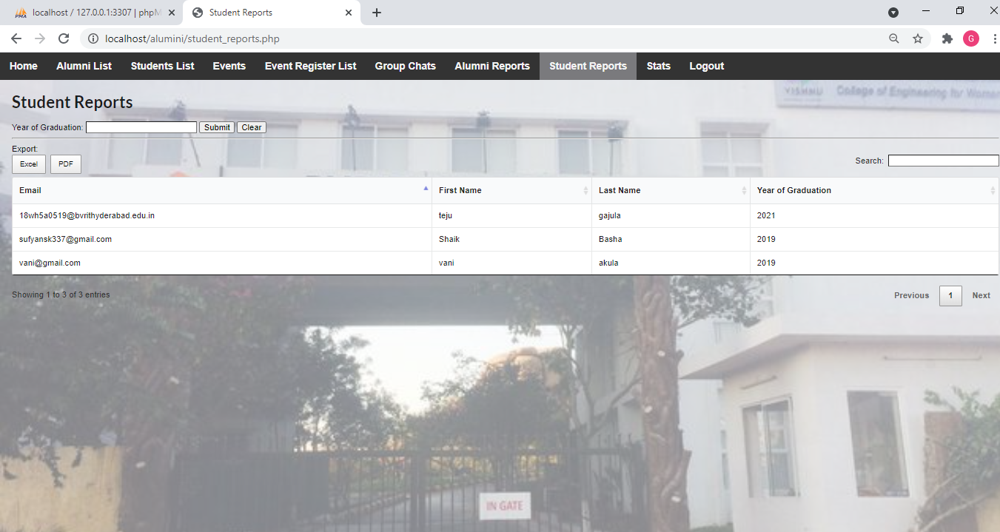 localhost / 127.0.0.1:3307 | phpM
Student Reports
localhost/alumini/student_reports.php
G
Home Alumni List Students List Events Event Register List Group Chats Alumni Reports Student Reports Stats Logout
VISHNU College of Engineering for Women
Student Reports
Year of Graduation: Submit Clear
Export:
Excel PDF
Search:
Email First Name Last Name Year of Graduation
18wh5a0519@bvrithyderabad.edu.in teju gajula 2021
sufyansk337@gmail.com Shaik Basha 2019
vani@gmail.com vani akula 2019
Showing 1 to 3 of 3 entries
Previous 1 Next
IN GATE